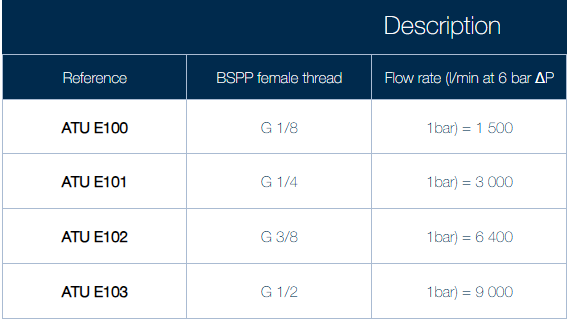 Description
Reference BSPP female thread Flow rate (l/min at 6 bar ΔP
ATU E100 G 1/8 1bar) = 1 500
ATU E101 G 1/4 1bar) = 3 000
ATU E102 G 3/8 1bar) = 6 400
ATU E103 G 1/2 1bar) = 9 000